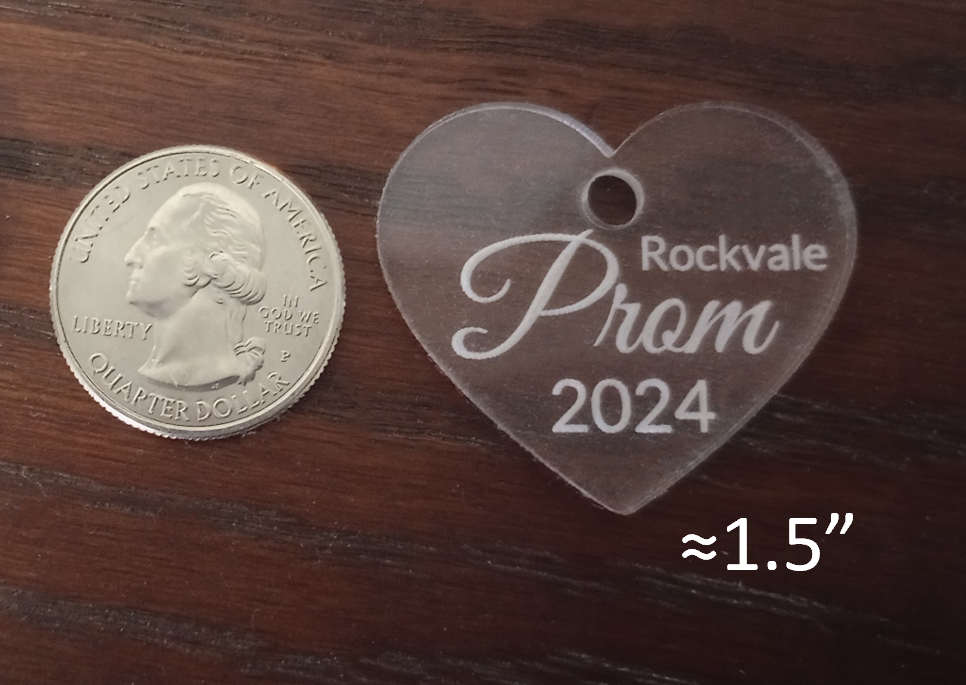 UNITED STATES OF AMERICA
LIBERTY
IN
GOD WE
TRUST
P
QUARTER DOLLAR
Rockvale
Prom
2024
≈1.5”